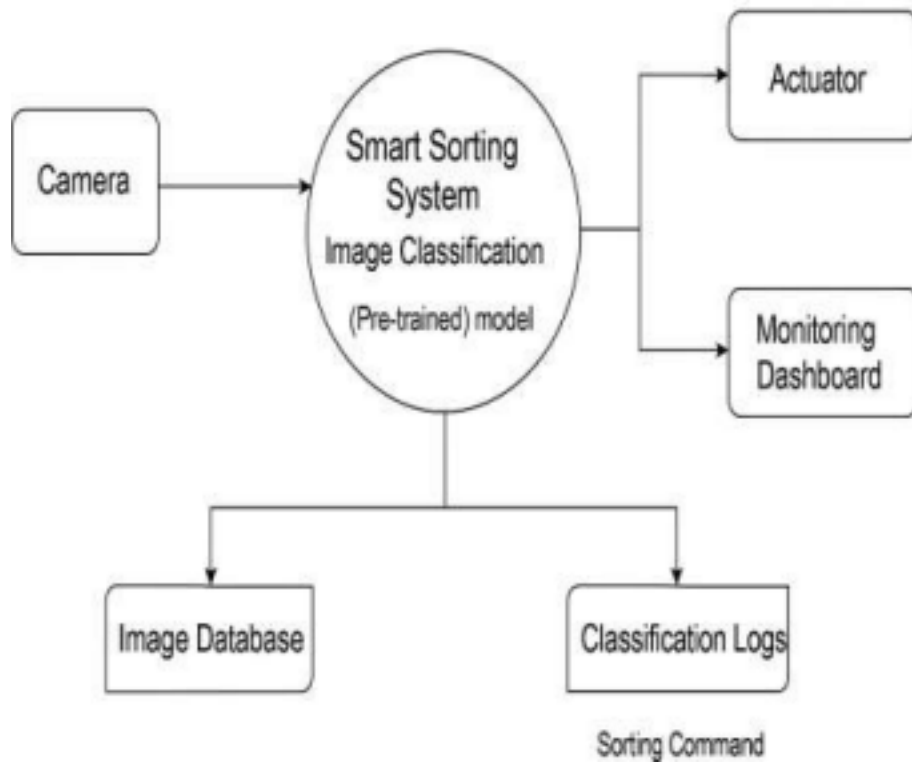 Camera
Smart Sorting
System
Image Classification
(Pre-trained) model
Actuator
Monitoring
Dashboard
Image Database
Classification Logs
Sorting Command